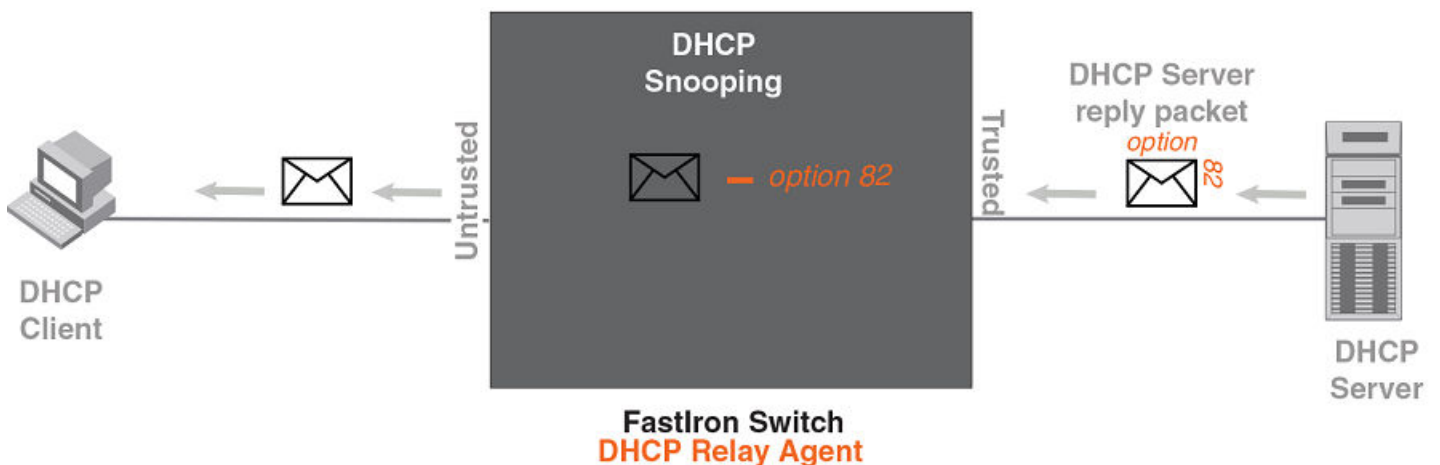 DHCP
Snooping
DHCP Server
reply packet
option
82
Untrusted
Trusted
– option 82
DHCP
Client
DHCP
Server
FastIron Switch
DHCP Relay Agent